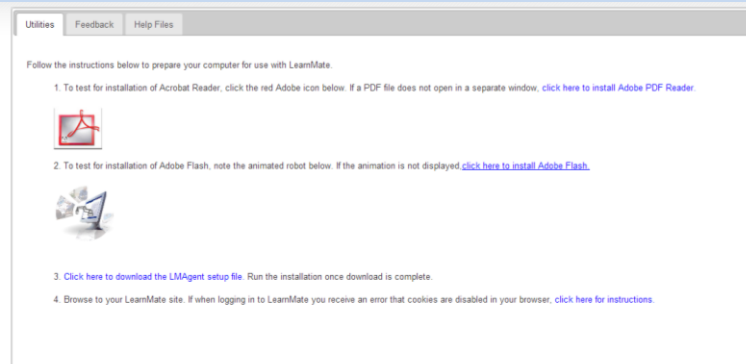 Utilities
Feedback
Help Files
Follow the instructions below to prepare your computer for use with LearnMate.
1. To test for installation of Acrobat Reader, click the red Adobe icon below. If a PDF file does not open in a separate window, click here to install Adobe PDF Reader.
2. To test for installation of Adobe Flash, note the animated robot below. If the animation is not displayed,click here to install Adobe Flash.
3. Click here to download the LMAgent setup file. Run the installation once download is complete.
4. Browse to your LearnMate site. If when logging in to LearnMate you receive an error that cookies are disabled in your browser, click here for instructions.